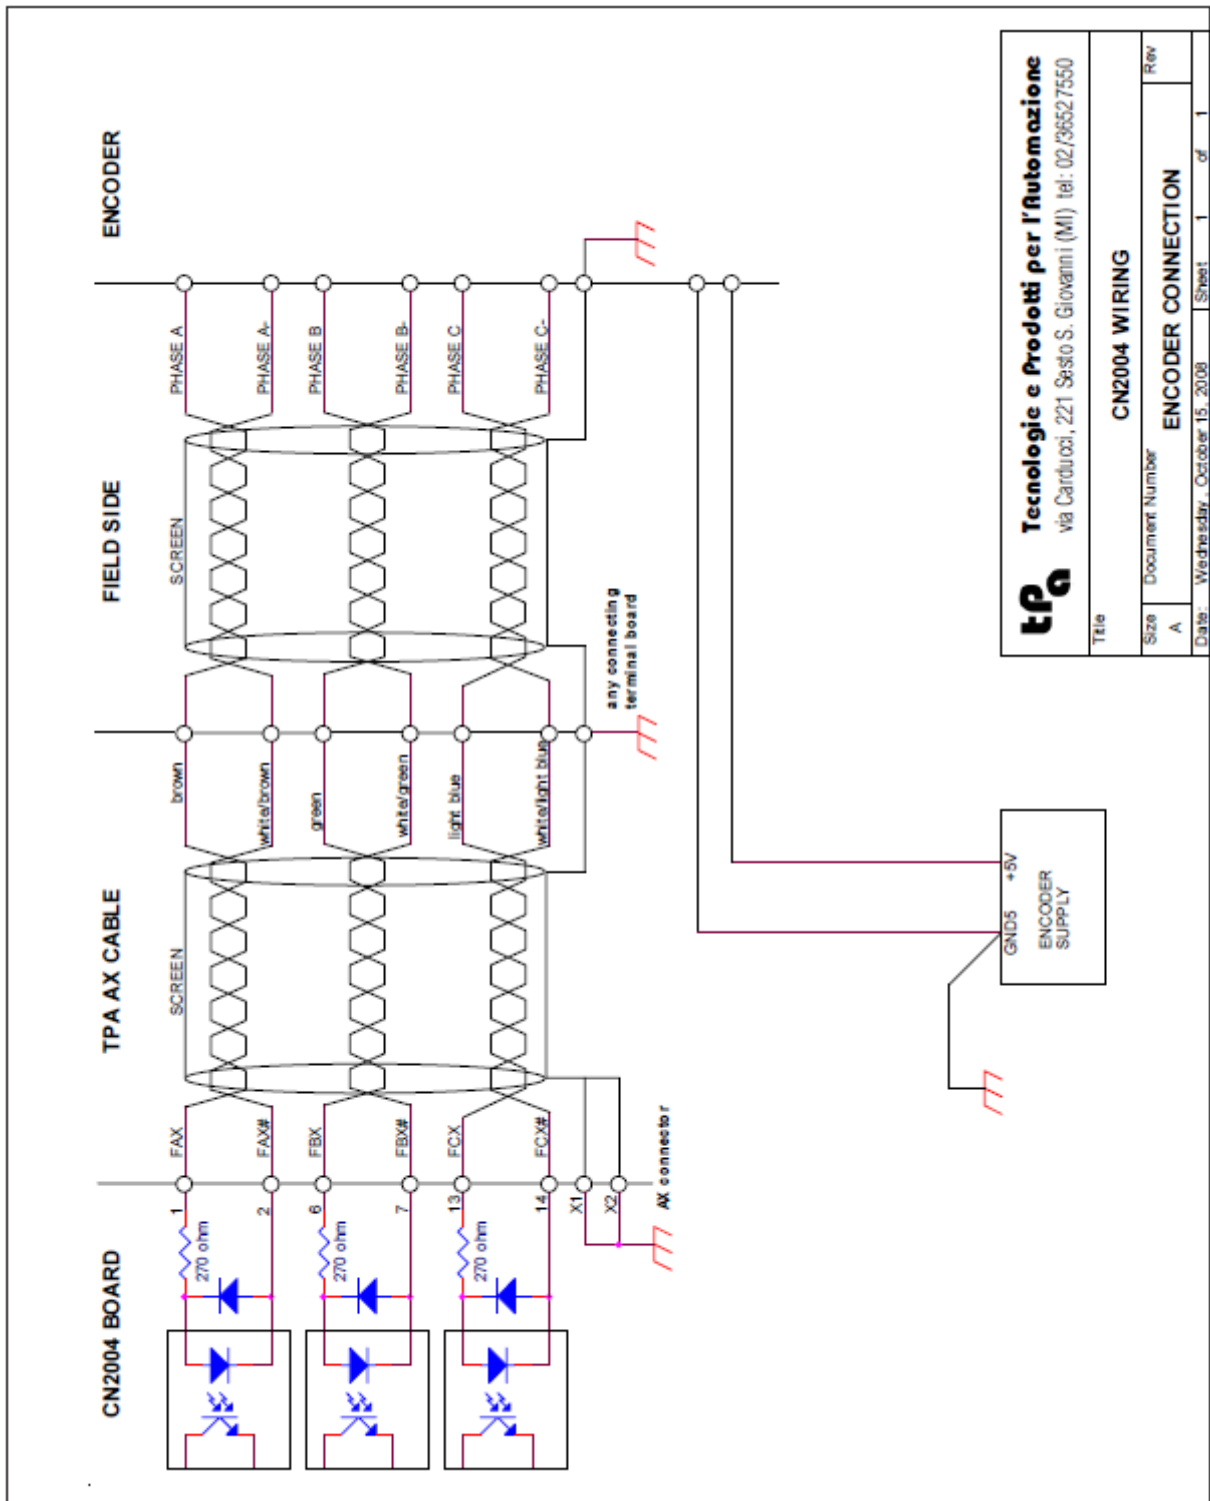 CN2004 BOARD
TPA AX CABLE
FIELD SIDE
ENCODER
1
FAX
270 ohm
2
FAX#
6
FBX
270 ohm
7
FBX#
13
FCX
270 ohm
14
FCX#
X1
X2
AX connector
SCREEN
brown
white/brown
green
white/green
light blue
white/light blue
any connecting
terminal board
SCREEN
PHASE A
PHASE A-
PHASE B
PHASE B-
PHASE C
PHASE C-
GND5
+5V
ENCODER
SUPPLY
tPa
Tecnologie e Prodotti per l'Automazione
via Carducci, 221 Sesto S. Giovanni (MI) tel: 02/36527550
Title
CN2004 WIRING
Size
Document Number
Rev
A
ENCODER CONNECTION
Date: Wednesday, October 15, 2008
Sheet 1 of 1